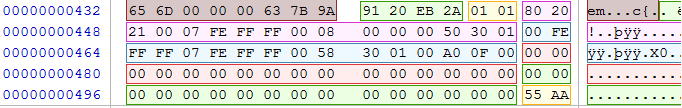 00000000432 65 6D 00 00 00 63 7B 9A 91 20 EB 2A 01 01 80 20 em...c{..
00000000448 21 00 07 FE FF FF 00 08 00 00 00 50 30 01 00 FE !..þÿÿ.....
00000000464 FF FF 07 FE FF FF 00 58 30 01 00 A0 0F 00 00 00 ÿÿ.þÿÿ.X0..
00000000480 00 00 00 00 00 00 00 00 00 00 00 00 00 00 00 00 ...........
00000000496 00 00 00 00 00 00 00 00 00 00 00 00 00 00 55 AA ...........